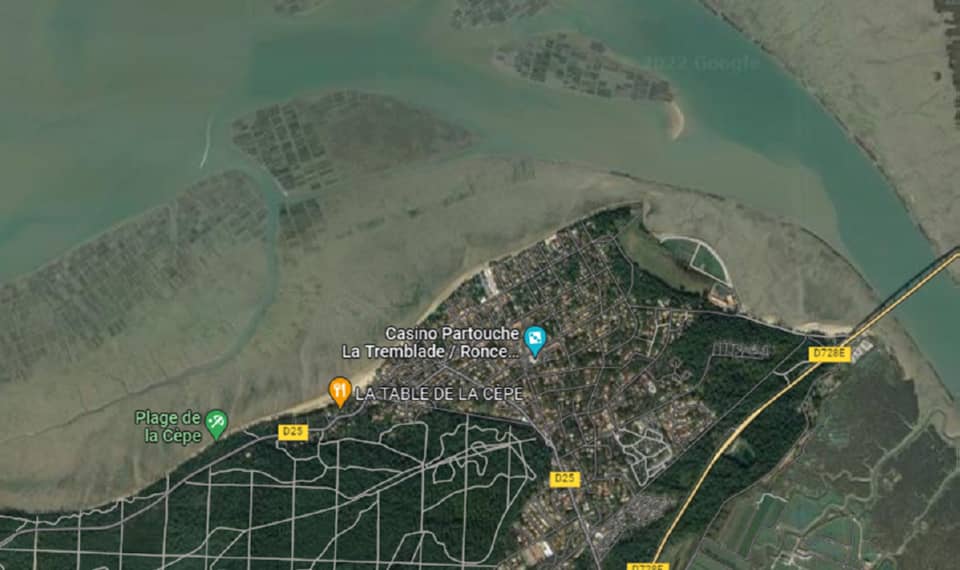 2022 Google
Casino Partouche
La Tremblade / Ronce...
LA TABLE DE LA CÈPE
Plage de
la Cèpe
D25
D728E
D25
D728E